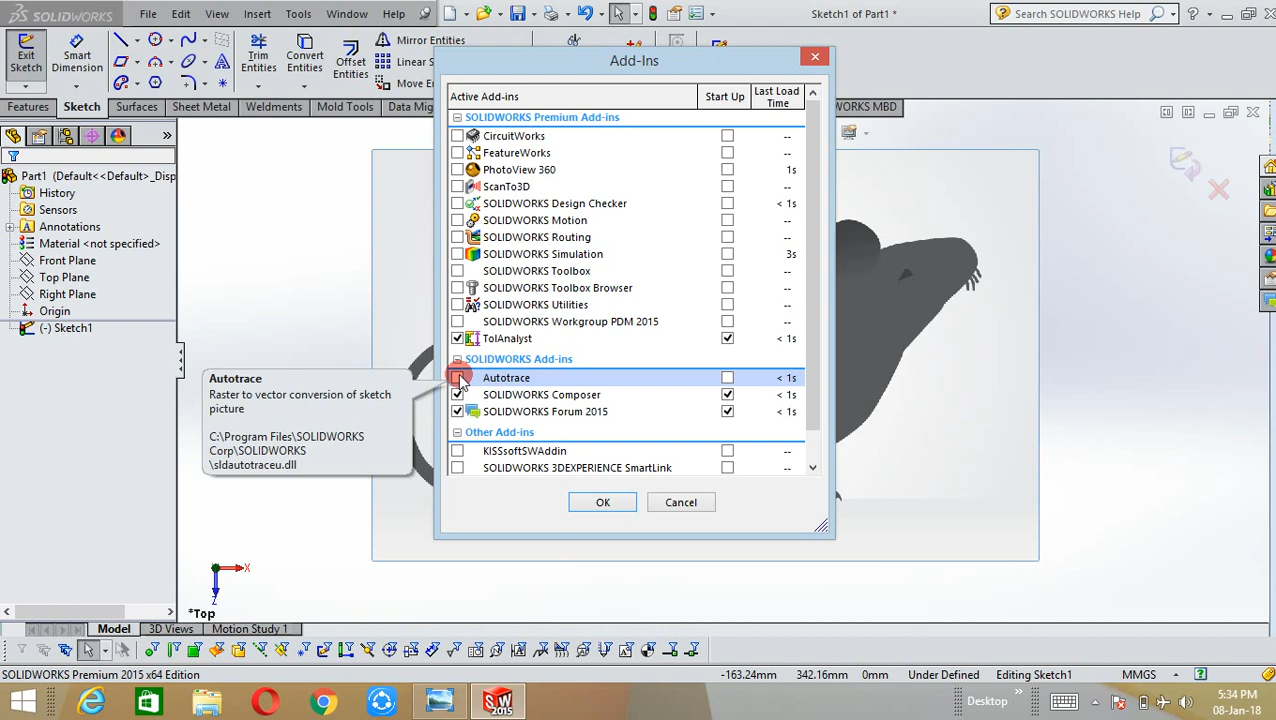 SOLIDWORKS
File
Edit
View
Insert
Tools
Window
Help
Sketch1 of Part1 *
Search SOLIDWORKS Help
Exit
Sketch
Smart
Dimension
Trim
Entities
Convert
Entities
Offset
Entities
Mirror Entities
Linear S
Move E
Features
Sketch
Surfaces
Sheet Metal
Weldments
Mold Tools
Data Mig
ORKS MBD
Part1 (Default<<Default>_Disp
History
Sensors
Annotations
Material <not specified>
Front Plane
Top Plane
Right Plane
Origin
(-) Sketch1
Add-Ins
Active Add-ins Start Up Last Load
Time
SOLIDWORKS Premium Add-ins
CircuitWorks --
FeatureWorks --
PhotoView 360 1s
ScanTo3D --
SOLIDWORKS Design Checker < 1s
SOLIDWORKS Motion --
SOLIDWORKS Routing --
SOLIDWORKS Simulation 3s
SOLIDWORKS Toolbox --
SOLIDWORKS Toolbox Browser --
SOLIDWORKS Utilities --
SOLIDWORKS Workgroup PDM 2015 --
TolAnalyst < 1s
SOLIDWORKS Add-ins
Autotrace < 1s
SOLIDWORKS Composer < 1s
SOLIDWORKS Forum 2015 < 1s
Other Add-ins
KISSsoftSWAddin --
SOLIDWORKS 3DEXPERIENCE SmartLink --
OK
Cancel
Autotrace
Raster to vector conversion of sketch
picture
C:\Program Files\SOLIDWORKS
Corp\SOLIDWORKS
\sldautotraceu.dll
X
Z
*Top
Model
3D Views
Motion Study 1
SOLIDWORKS Premium 2015 x64 Edition
-163.24mm
342.16mm
0mm
Under Defined
Editing Sketch1
MMGS
SW
2015
Desktop
5:34 PM
08-Jan-18